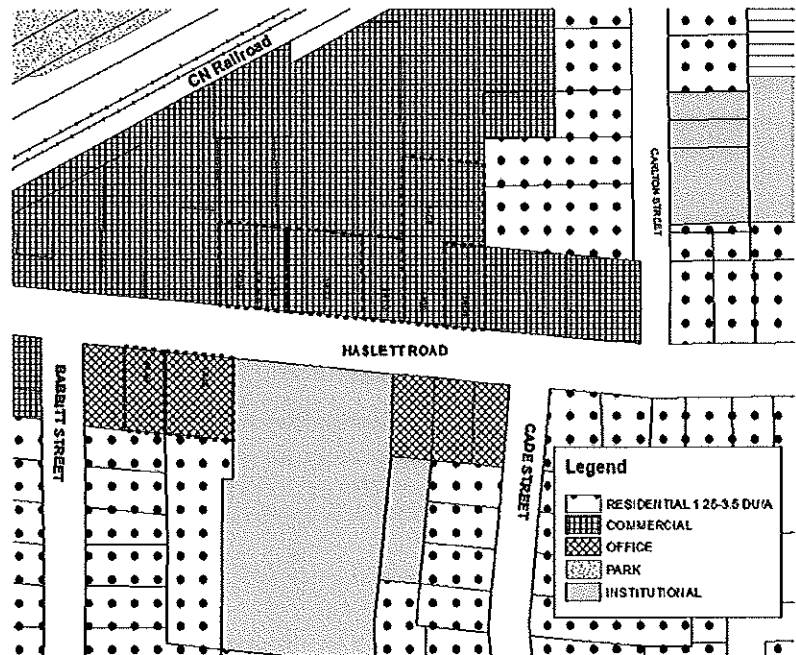 CN Railroad
CARLTON STREET
HASLETT ROAD
BABBITT STREET
CADE STREET
Legend
RESIDENTIAL 1.25-3.5 DU/A
COMMERCIAL
OFFICE
PARK
INSTITUTIONAL